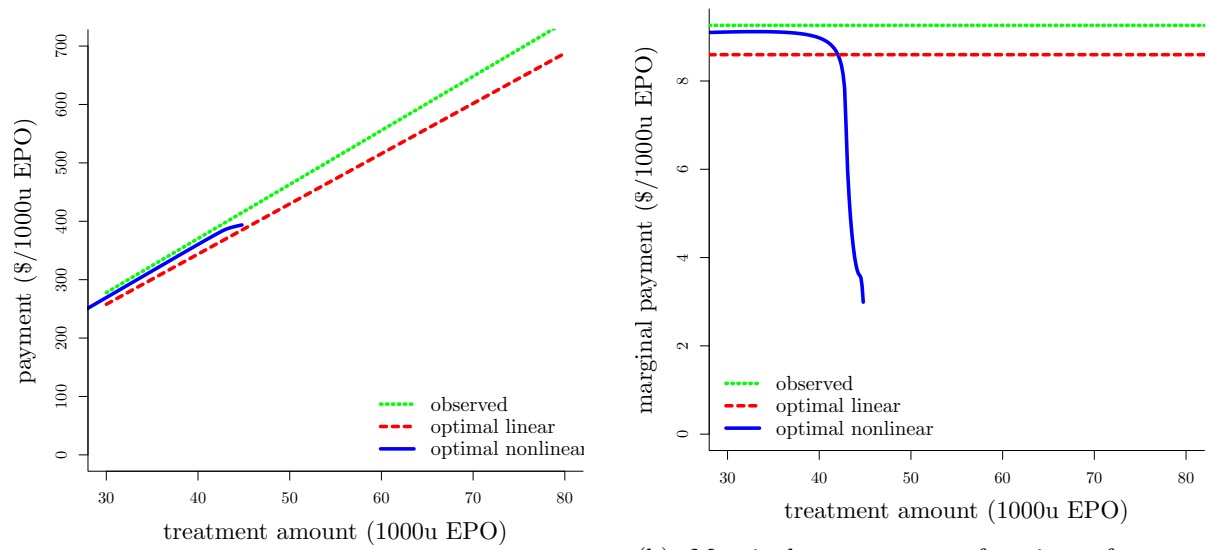 payment ($/1000u EPO)
700
600
500
400
300
200
100
0
observed
optimal linear
optimal nonlinear
30 40 50 60 70 80
treatment amount (1000u EPO)
marginal payment ($/1000u EPO)
8
6
4
2
0
observed
optimal linear
optimal nonlinear
30 40 50 60 70 80
treatment amount (1000u EPO)